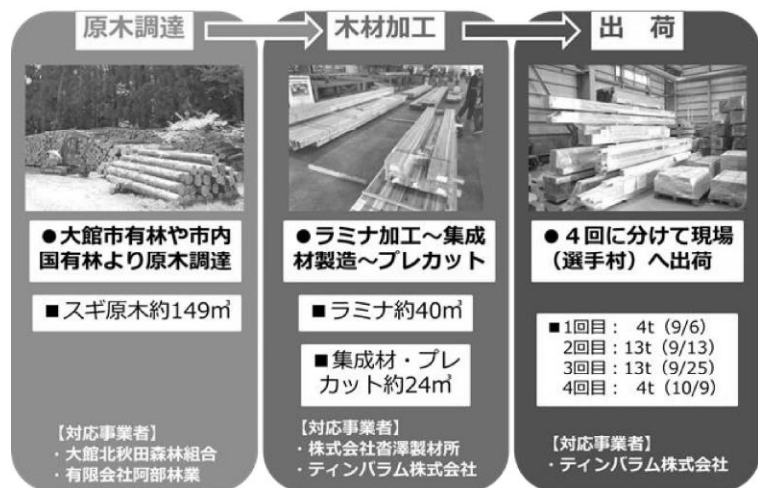 原木調達
●大館市有林や市内
国有林より原木調達
■スギ原木約149㎥
【対応事業者】
・大館北秋田森林組合
・有限会社阿部林業
木材加工
●ラミナ加工～集成
材製造～プレカット
■ラミナ約40㎥
■集成材・プレ
カット約24㎥
【対応事業者】
・株式会社沓澤製材所
・ティンバラム株式会社
出　荷
●４回に分けて現場
（選手村）へ出荷
■1回目： 4t（9/6）
2回目：13t（9/13）
3回目：13t（9/25）
4回目： 4t（10/9）
【対応事業者】
・ティンバラム株式会社